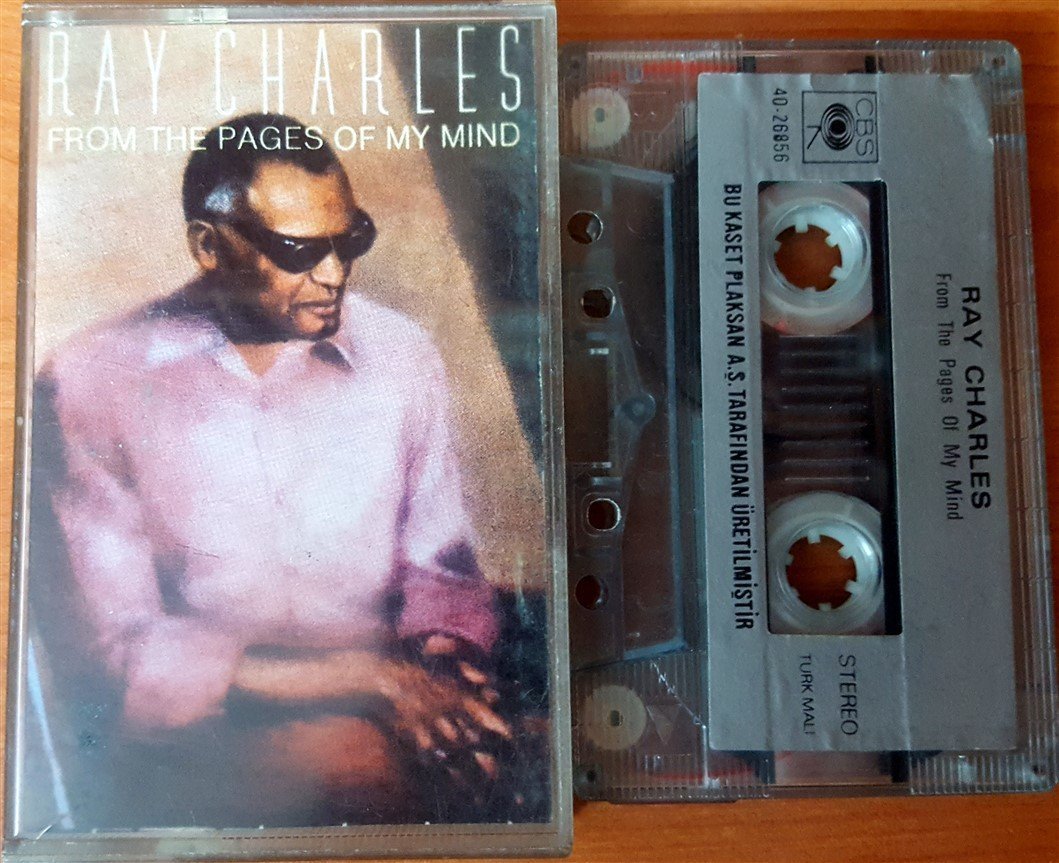 RAY CHARLES
FROM THE PAGES OF MY MIND
RAY CHARLES
From The Pages Of My Mind
CBS
40-26856
BU KASET PLAKSAN A.Ş. TARAFINDAN ÜRETİLMİŞTİR
STEREO
TURK MALI